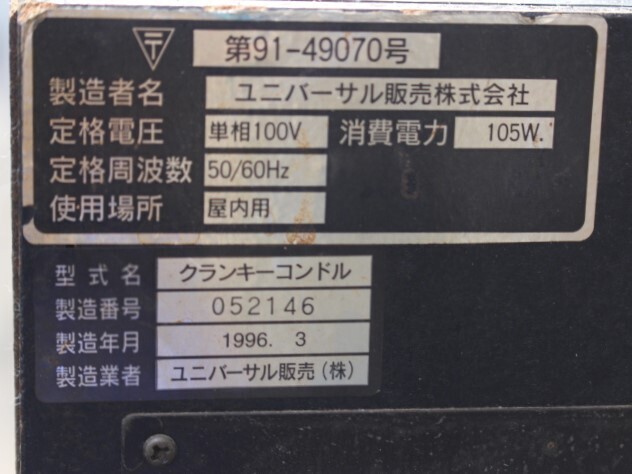 〒 第91-49070号
製造者名 ユニバーサル販売株式会社
定格電圧 単相100V 消費電力 105W.
定格周波数 50/60Hz
使用場所 屋内用
型式名 クランキーコンドル
製造番号 052146
製造年月 1996. 3
製造業者 ユニバーサル販売(株)